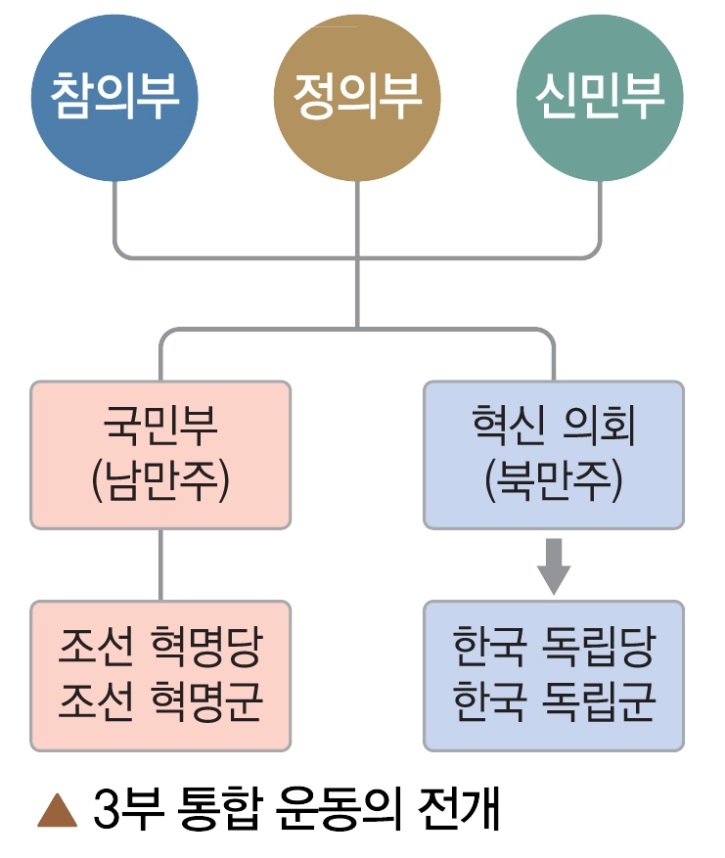 참의부
정의부
신민부
국민부
(남만주)
혁신 의회
(북만주)
조선 혁명당
조선 혁명군
한국 독립당
한국 독립군
▲ 3부 통합 운동의 전개